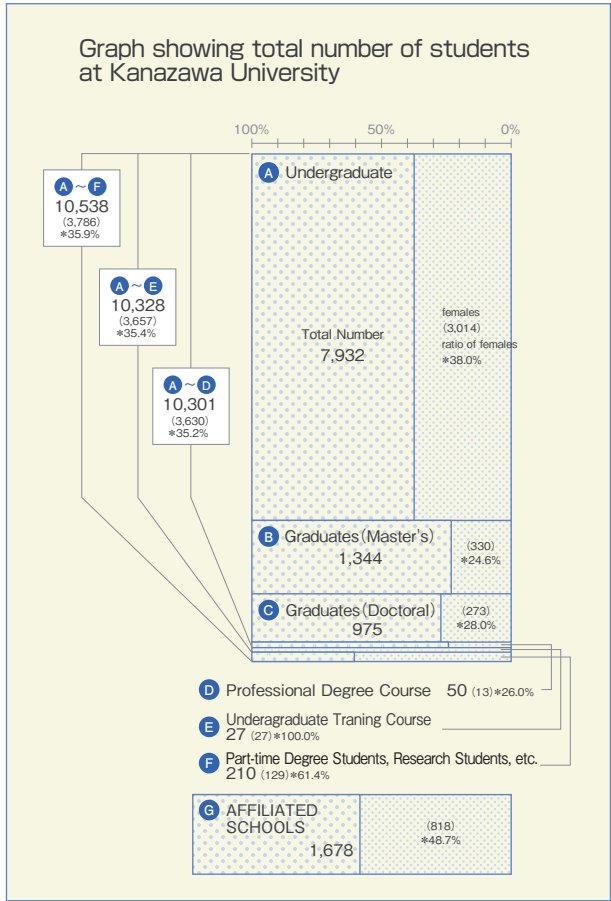 Graph showing total number of students
at Kanazawa University
100% 50% 0%
A Undergraduate
A ~ F
10,538
(3,786)
*35.9%
A ~ E
10,328
(3,657)
*35.4%
A ~ D
10,301
(3,630)
*35.2%
Total Number
7,932
females
(3,014)
ratio of females
*38.0%
B Graduates(Master's)
1,344
(330)
*24.6%
C Graduates(Doctoral)
975
(273)
*28.0%
D Professional Degree Course 50 (13)*26.0%
E Underagraduate Traning Course
27 (27)*100.0%
F Part-time Degree Students, Research Students, etc.
210 (129)*61.4%
G AFFILIATED
SCHOOLS
1,678
(818)
*48.7%